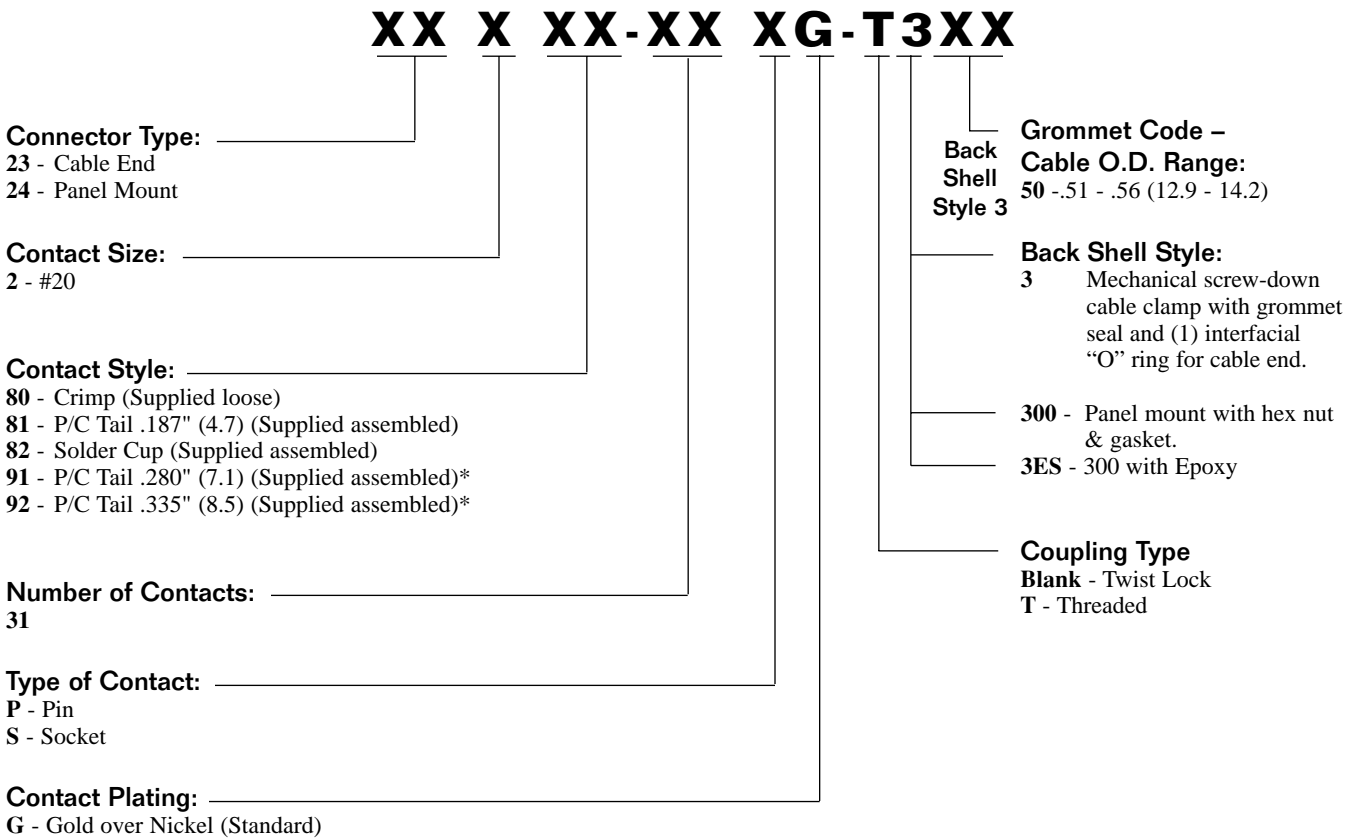 XX X XX-XX XG-T3XX
Connector Type:
23 - Cable End
24 - Panel Mount
Contact Size:
2 - #20
Contact Style:
80 - Crimp (Supplied loose)
81 - P/C Tail .187" (4.7) (Supplied assembled)
82 - Solder Cup (Supplied assembled)
91 - P/C Tail .280" (7.1) (Supplied assembled)*
92 - P/C Tail .335" (8.5) (Supplied assembled)*
Number of Contacts:
31
Type of Contact:
P - Pin
S - Socket
Contact Plating:
G - Gold over Nickel (Standard)
Back
Shell
Style 3
Grommet Code –
Cable O.D. Range:
50 -.51 - .56 (12.9 - 14.2)
Back Shell Style:
3 Mechanical screw-down
cable clamp with grommet
seal and (1) interfacial
“O” ring for cable end.
300 - Panel mount with hex nut
& gasket.
3ES - 300 with Epoxy
Coupling Type
Blank - Twist Lock
T - Threaded